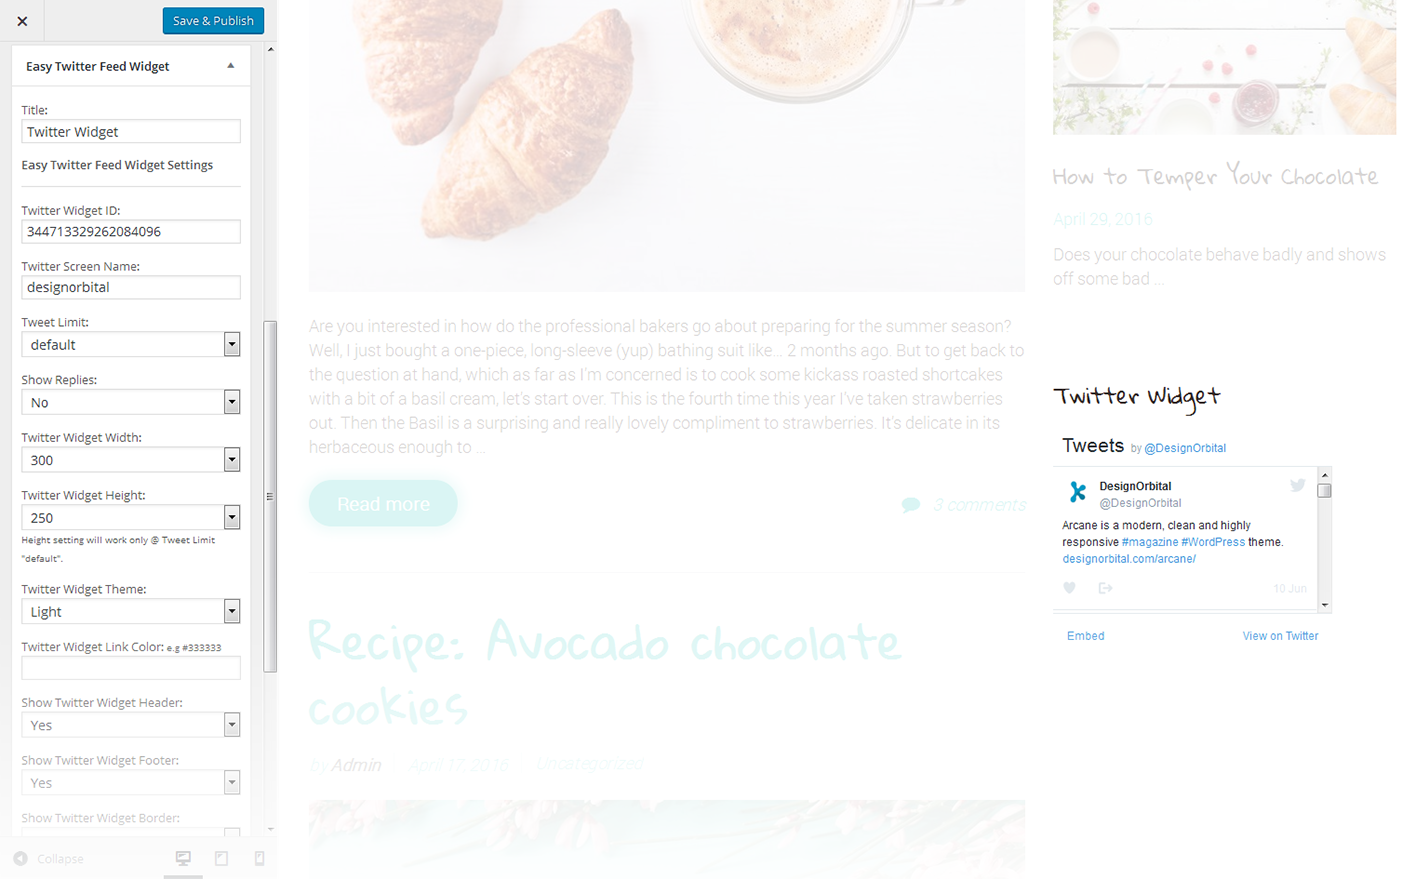 Save & Publish
Easy Twitter Feed Widget
Title:
Twitter Widget
Easy Twitter Feed Widget Settings
Twitter Widget ID:
344713329262084096
Twitter Screen Name:
designorbital
Tweet Limit:
default
Show Replies:
No
Twitter Widget Width:
300
Twitter Widget Height:
250
Height setting will work only @ Tweet Limit
"default".
Twitter Widget Theme:
Light
Twitter Widget Link Color: e.g #333333
Show Twitter Widget Header:
Yes
Show Twitter Widget Footer:
Yes
Show Twitter Widget Border:
Collapse
Are you interested in how do the professional bakers go about preparing for the summer season?
Well, I just bought a one-piece, long-sleeve (yup) bathing suit like… 2 months ago. But to get back to
the question at hand, which as far as I'm concerned is to cook some kickass roasted shortcakes
with a bit of a basil cream, let's start over. This is the fourth time this year I've taken strawberries
out. Then the Basil is a surprising and really lovely compliment to strawberries. It's delicate in its
herbaceous enough to ...
Read more
3 comments
Recipe: Avocado chocolate
cookies
by Admin April 17, 2016 Uncategorized
How to Temper Your Chocolate
April 29, 2016
Does your chocolate behave badly and shows
off some bad ...
Twitter Widget
Tweets by @DesignOrbital
DesignOrbital
@DesignOrbital
Arcane is a modern, clean and highly
responsive #magazine #WordPress theme.
designorbital.com/arcane/
10 Jun
Embed
View on Twitter